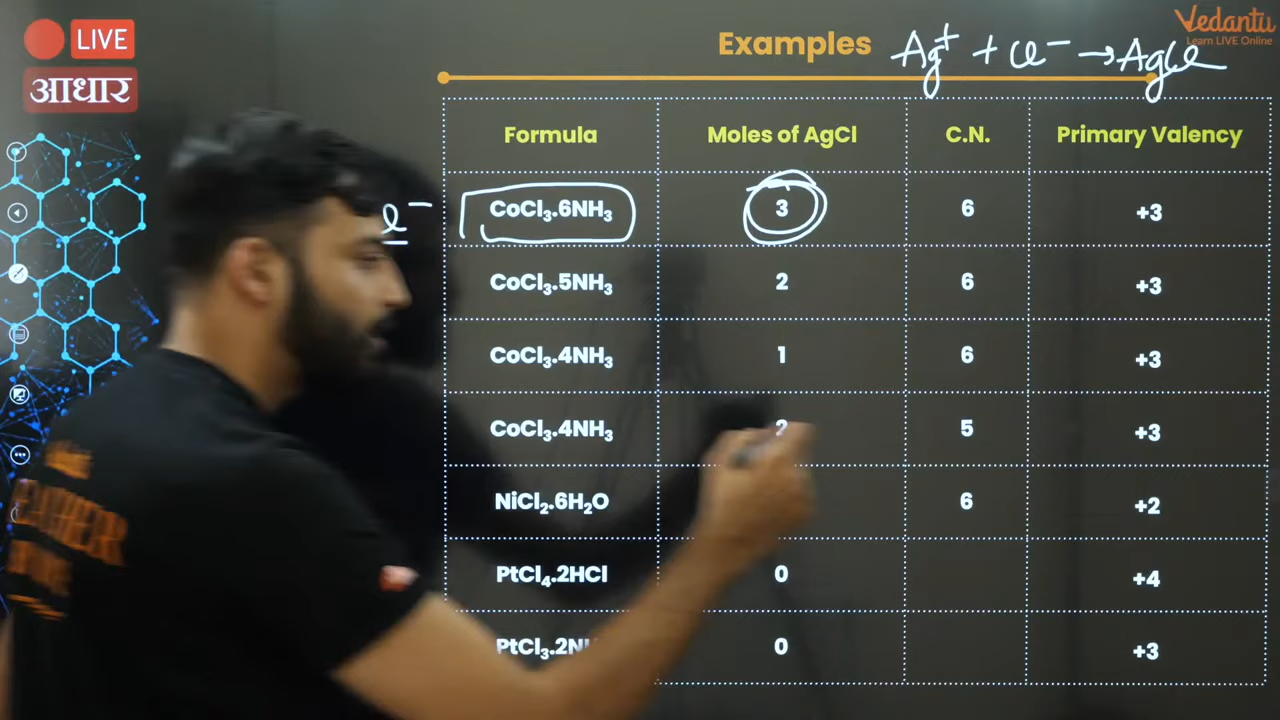 LIVE
आधार
Vedantu
Learn LIVE Online
Examples
Ag⁺ + Cl⁻ → AgCl
Formula Moles of AgCl C.N. Primary Valency
CoCl₃.6NH₃ 3 6 +3
CoCl₃.5NH₃ 2 6 +3
CoCl₃.4NH₃ 1 6 +3
CoCl₃.4NH₃ 2 5 +3
NiCl₂.6H₂O 6 +2
PtCl₄.2HCl 0 +4
0 +3